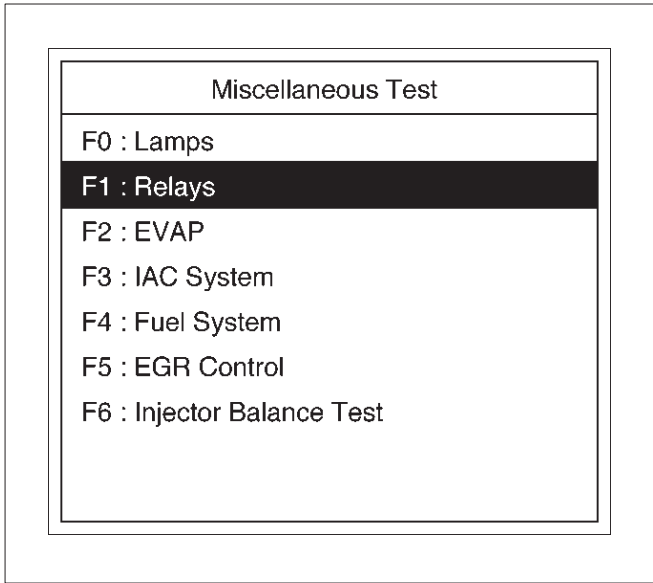 Miscellaneous Test
F0 : Lamps
F1 : Relays
F2 : EVAP
F3 : IAC System
F4 : Fuel System
F5 : EGR Control
F6 : Injector Balance Test